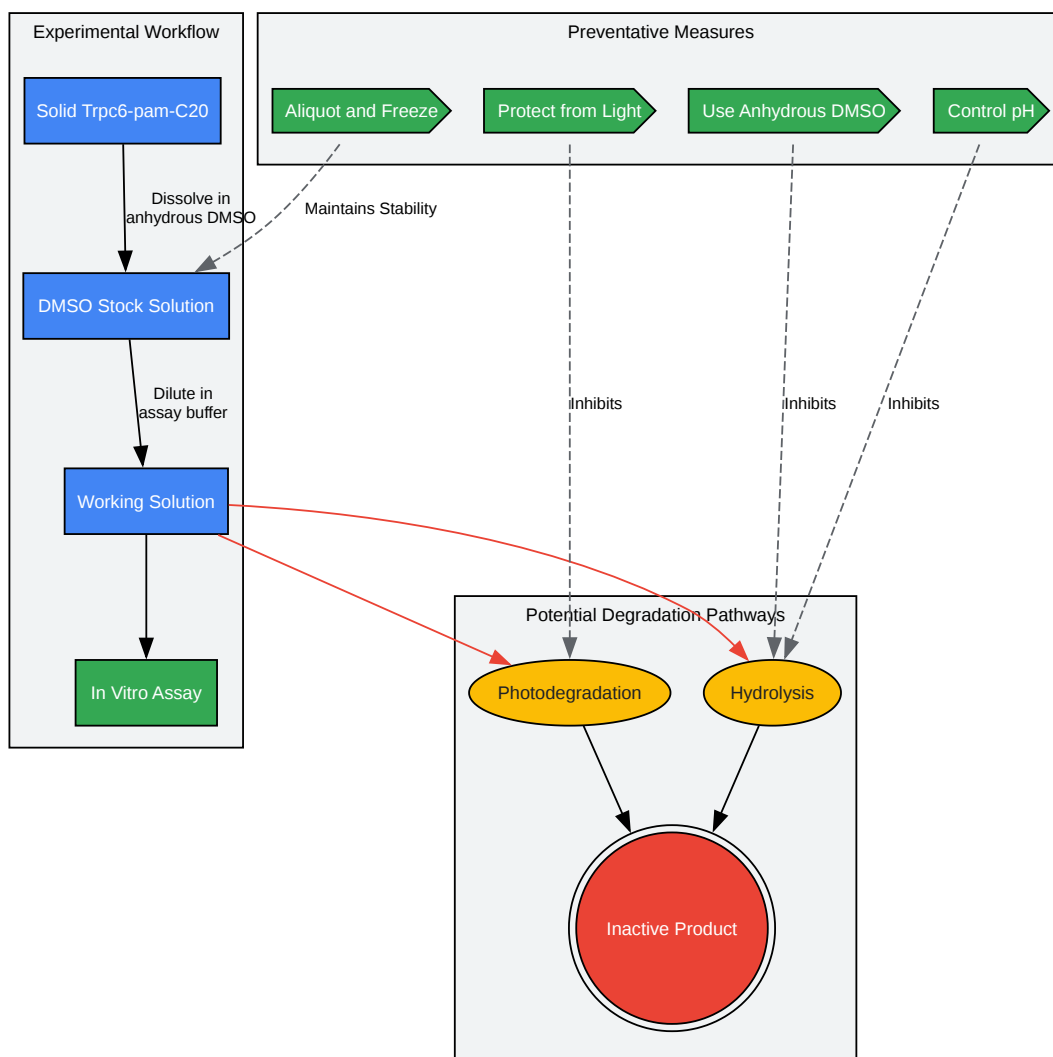 Experimental Workflow
Preventative Measures
Solid Trpc6-pam-C20
Aliquot and Freeze
Protect from Light
Use Anhydrous DMSO
Control pH
Dissolve in
anhydrous DMSO
Maintains Stability
DMSO Stock Solution
Dilute in
assay buffer
Inhibits
Inhibits
Inhibits
Working Solution
Potential Degradation Pathways
In Vitro Assay
Photodegradation
Hydrolysis
Inactive Product